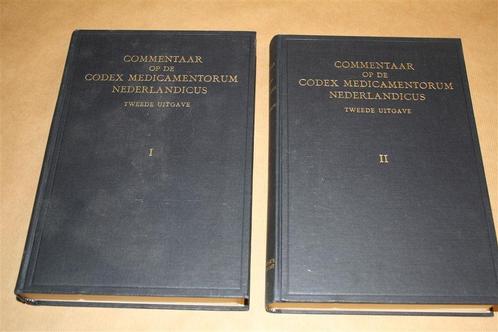 COMMENTAAR
OP DE
CODEX MEDICAMENTORUM
NEDERLANDICUS
TWEEDE UITGAVE
I
COMMENTAAR
OP DE
CODEX MEDICAMENTORUM
NEDERLANDICUS
TWEEDE UITGAVE
II